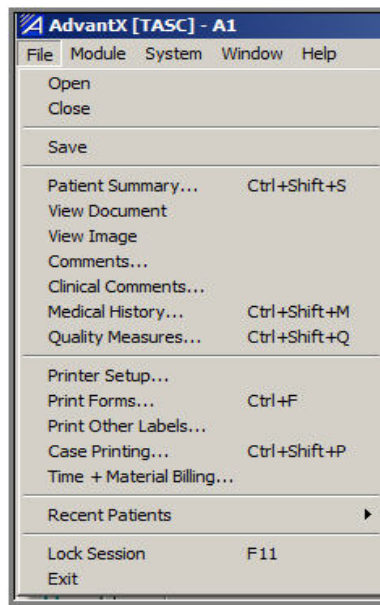 AdvantX [TASC] - A1
File Module System Window Help
Open
Close
Save
Patient Summary... Ctrl+Shift+S
View Document
View Image
Comments...
Clinical Comments...
Medical History... Ctrl+Shift+M
Quality Measures... Ctrl+Shift+Q
Printer Setup...
Print Forms... Ctrl+F
Print Other Labels...
Case Printing... Ctrl+Shift+P
Time + Material Billing...
Recent Patients
Lock Session F11
Exit